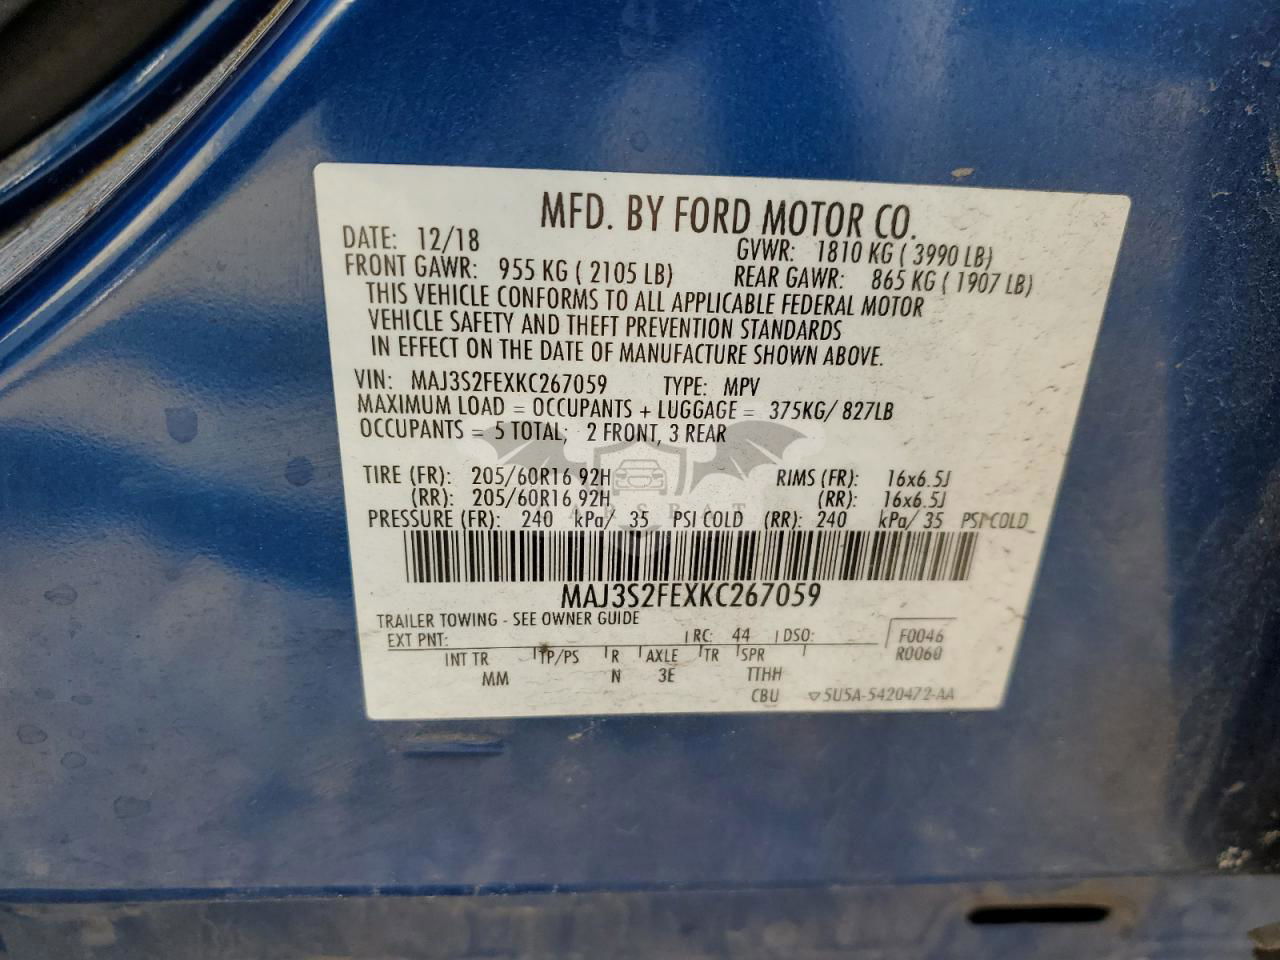 MFD. BY FORD MOTOR CO.
DATE: 12/18 GVWR: 1810 KG ( 3990 LB)
FRONT GAWR: 955 KG ( 2105 LB) REAR GAWR: 865 KG ( 1907 LB)
THIS VEHICLE CONFORMS TO ALL APPLICABLE FEDERAL MOTOR
VEHICLE SAFETY AND THEFT PREVENTION STANDARDS
IN EFFECT ON THE DATE OF MANUFACTURE SHOWN ABOVE.
VIN: MAJ3S2FEXKC267059 TYPE: MPV
MAXIMUM LOAD = OCCUPANTS + LUGGAGE = 375KG/ 827LB
OCCUPANTS = 5 TOTAL; 2 FRONT, 3 REAR
TIRE (FR): 205/60R16 92H RIMS (FR): 16x6.5J
(RR): 205/60R16 92H (RR): 16x6.5J
CARSBAT
PRESSURE (FR): 240 kPa/ 35 PSI COLD (RR): 240 kPa/ 35 PSI COLD
MAJ3S2FEXKC267059
TRAILER TOWING - SEE OWNER GUIDE
EXT PNT: RC: 44 DSO: F0046
INT TR TP/PS R AXLE TR SPR R0060
MM N 3E TTHH
CBU 5U5A-5420472-AA